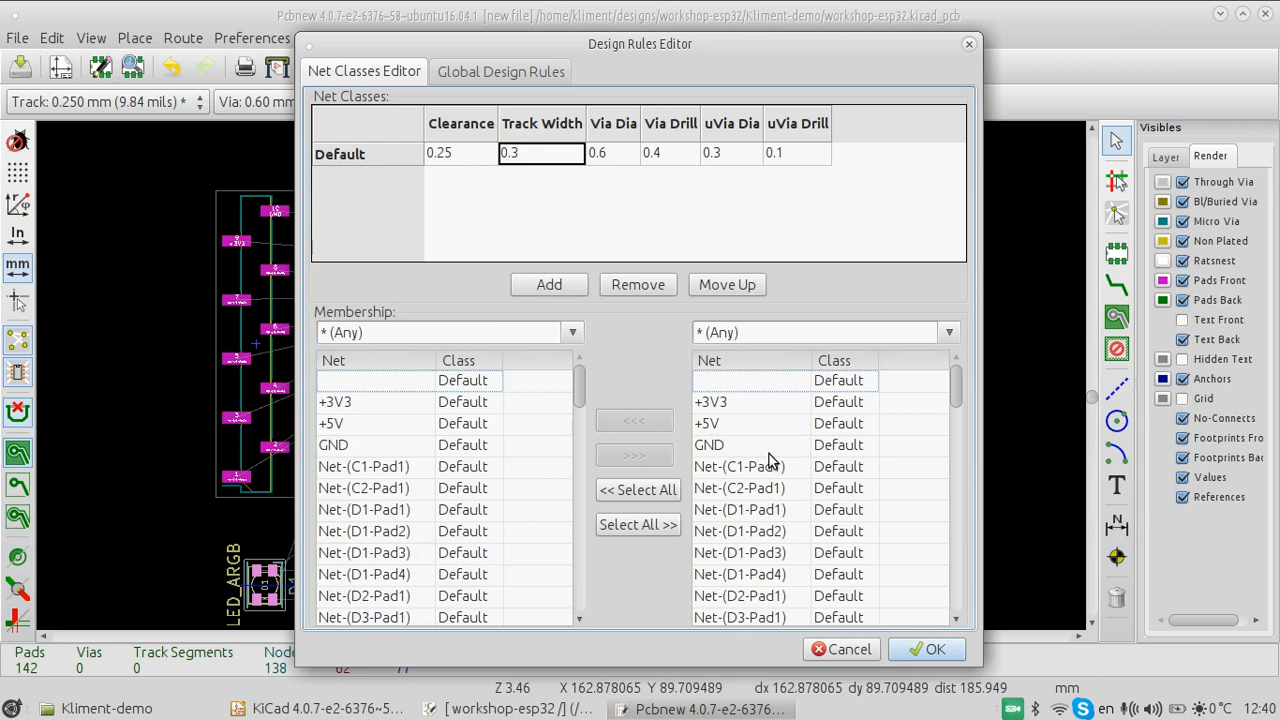 Pcbnew 4.0.7-e2-6376~58~ubuntu16.04.1 [new file] /home/kliment/designs/workshop-esp32/Kliment-demo/workshop-esp32.kicad_pcb
File Edit View Place Route Preferences
Design Rules Editor
Net Classes Editor Global Design Rules
Track: 0.250 mm (9.84 mils) * Via: 0.60 mm
Net Classes:
Clearance Track Width Via Dia Via Drill uVia Dia uVia Drill
Default 0.25 0.3 0.6 0.4 0.3 0.1
Add Remove Move Up
Membership:
* (Any) * (Any)
Net Class Net Class
Default Default
+3V3 Default +3V3 Default
+5V Default +5V Default
GND Default GND Default
Net-(C1-Pad1) Default Net-(C1-Pad1) Default
Net-(C2-Pad1) Default Net-(C2-Pad1) Default
Net-(D1-Pad1) Default Net-(D1-Pad1) Default
Net-(D1-Pad2) Default Net-(D1-Pad2) Default
Net-(D1-Pad3) Default Net-(D1-Pad3) Default
Net-(D1-Pad4) Default Net-(D1-Pad4) Default
Net-(D2-Pad1) Default Net-(D2-Pad1) Default
Net-(D3-Pad1) Default Net-(D3-Pad1) Default
<<<
>>>
<< Select All
Select All >>
Cancel OK
In
mm
GND
+3V3
LED_ARGB
D1
Visibles
Layer Render
Through Via
Bl/Buried Via
Micro Via
Non Plated
Ratsnest
Pads Front
Pads Back
Text Front
Text Back
Hidden Text
Anchors
Grid
No-Connects
Footprints Fro
Footprints Bac
Values
References
Pads Vias Track Segments
142 0 0 138
Z 3.46 X 162.878065 Y 89.709489 dx 162.878065 dy 89.709489 dist 185.949 mm
Kliment-demo KiCad 4.0.7-e2-6376~5... [ workshop-esp32 /] (/... Pcbnew 4.0.7-e2-6376~... en 0°C 12:40